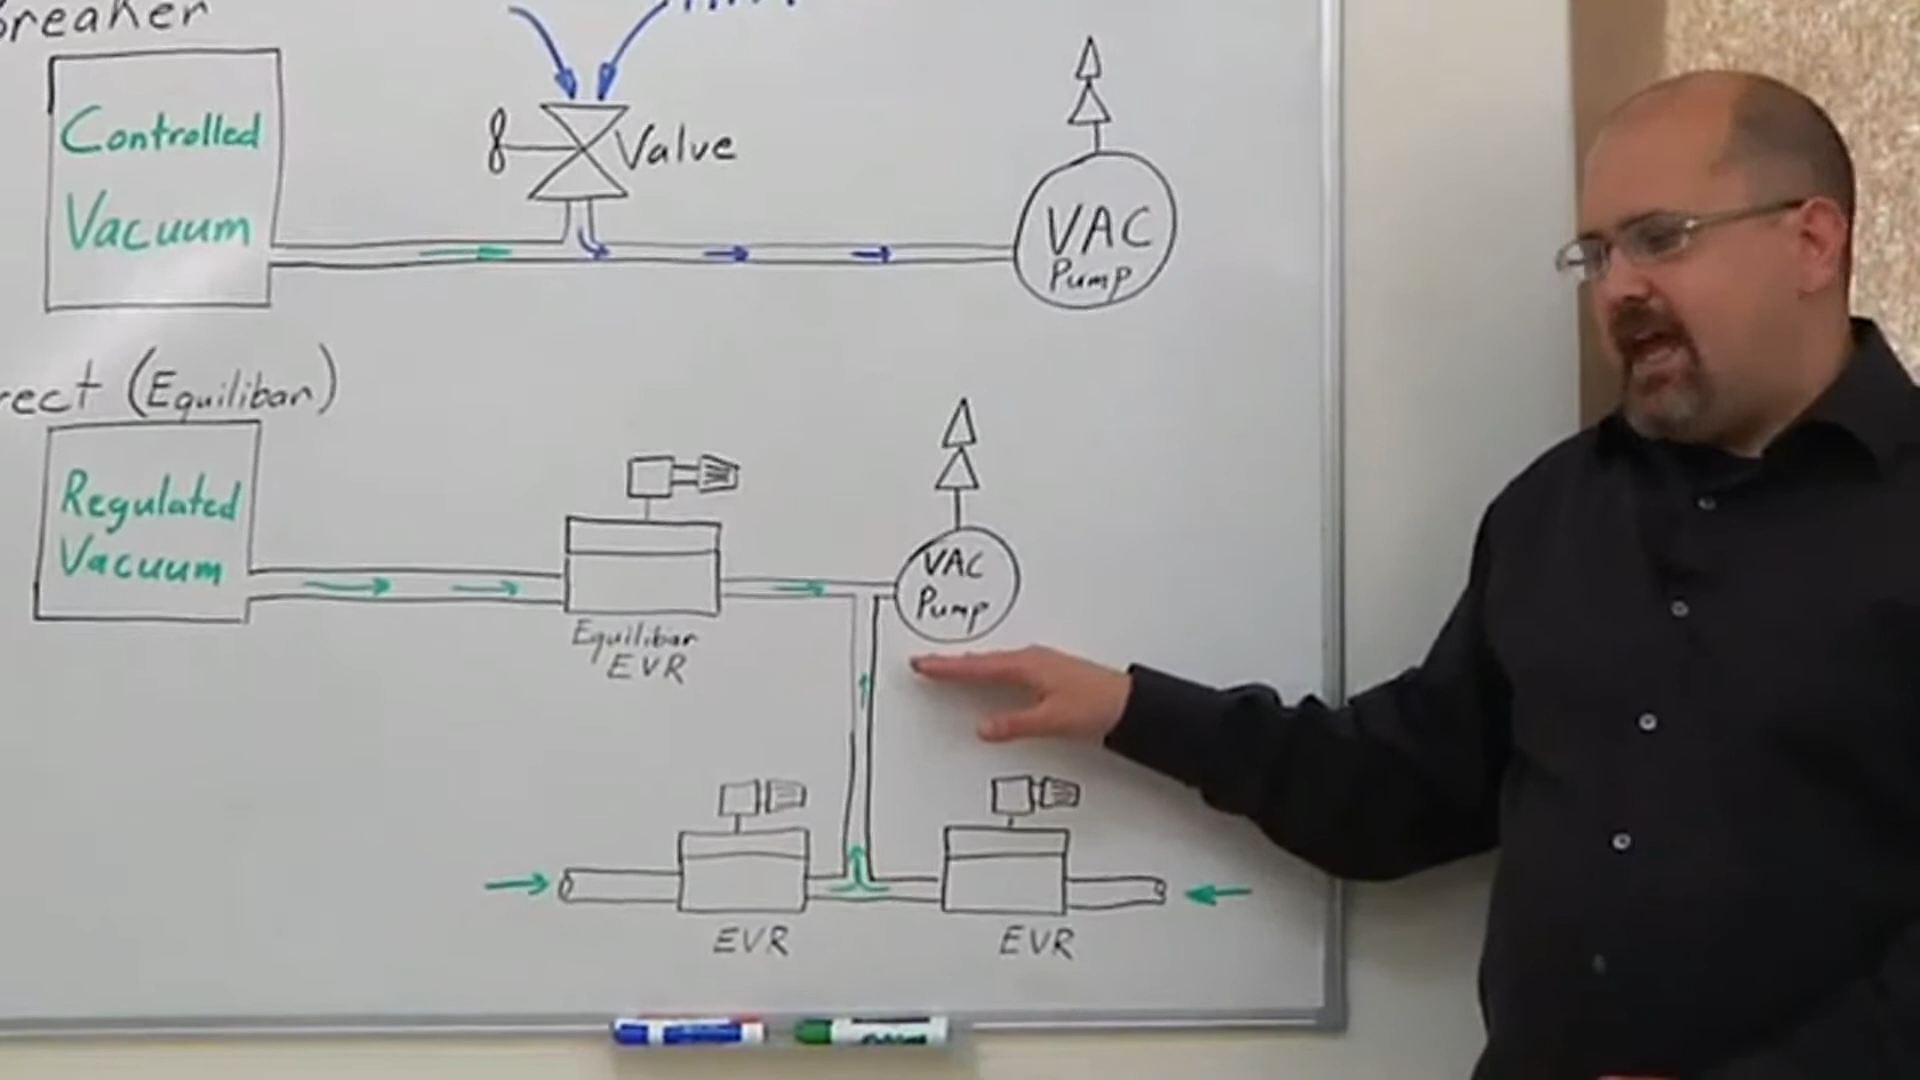 Breaker
Controlled
Vacuum
Valve
VAC
Pump
rect (Equilibar)
Regulated
Vacuum
VAC
Pump
Equilibar
EVR
EVR
EVR